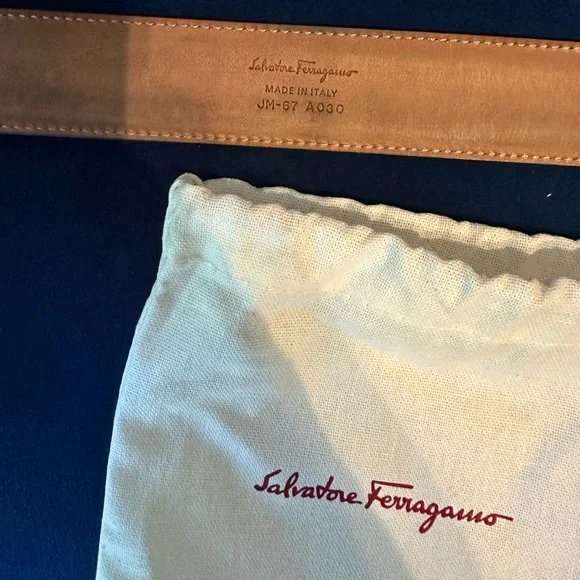 Salvatore Ferragamo
MADE IN ITALY
JM-67 A030
Salvatore Ferragamo